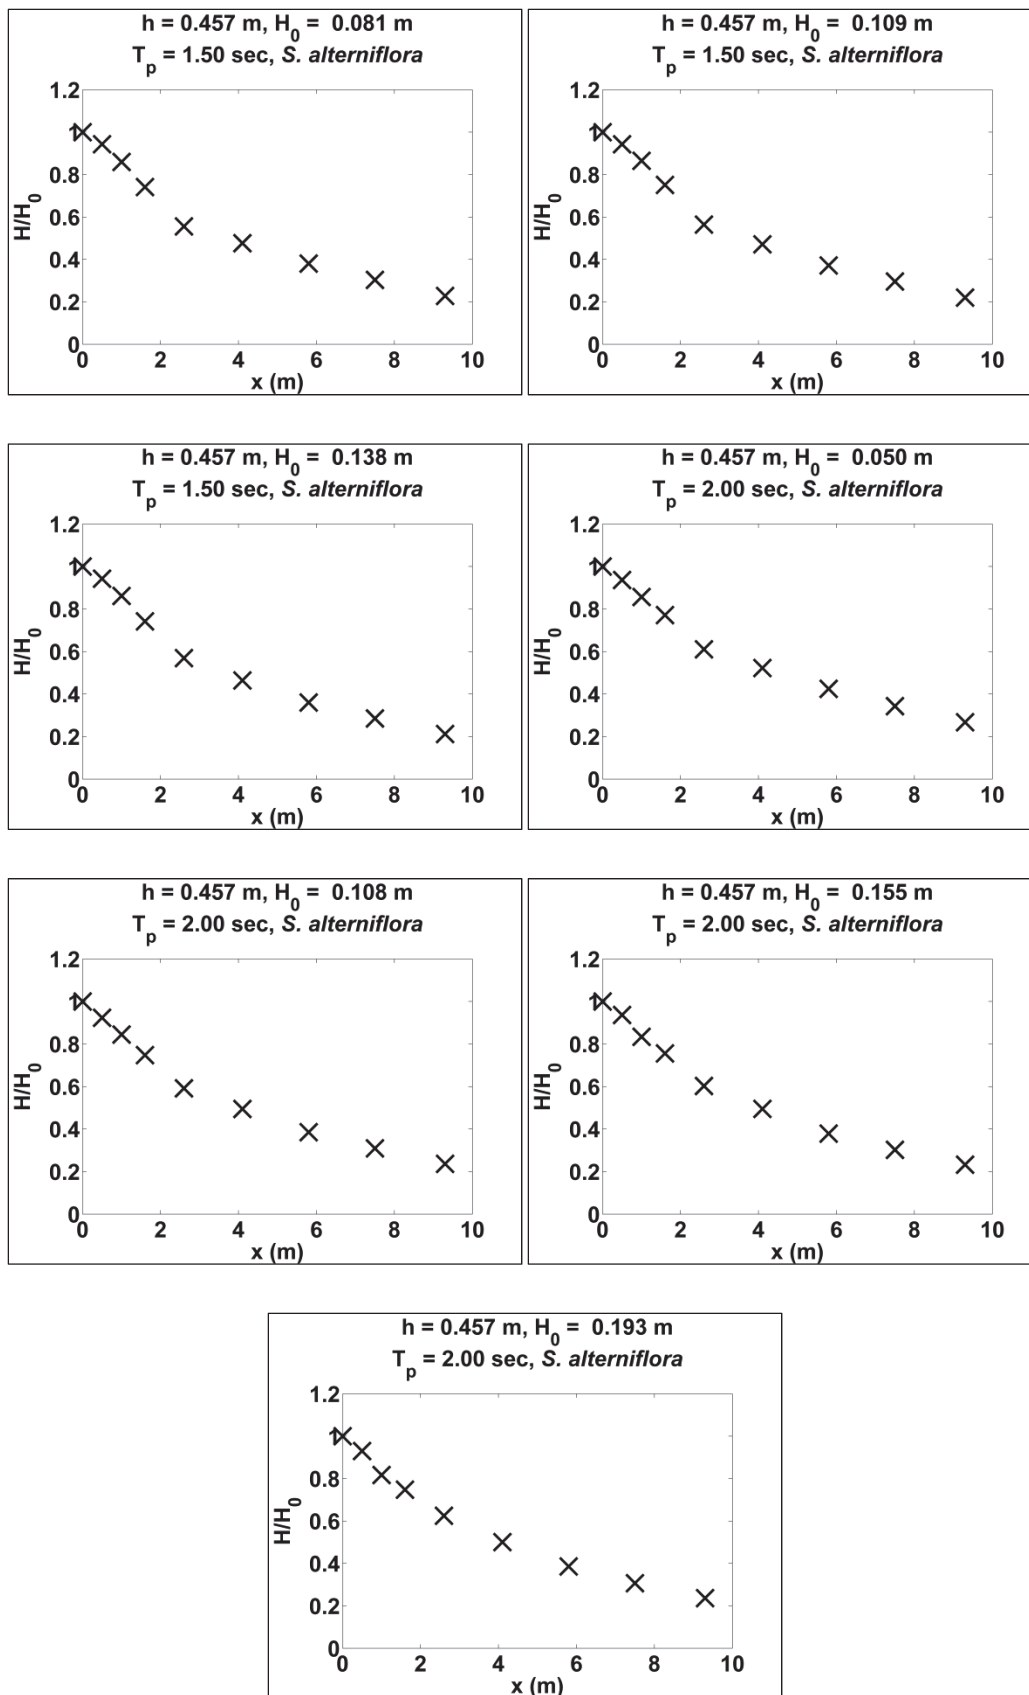 h = 0.457 m, H0 = 0.081 m
Tp = 1.50 sec, S. alterniflora
1.2
1
0.8
0.6
0.4
0.2
0
H/H0
0 2 4 6 8 10
x (m)
h = 0.457 m, H0 = 0.109 m
Tp = 1.50 sec, S. alterniflora
1.2
1
0.8
0.6
0.4
0.2
0
H/H0
0 2 4 6 8 10
x (m)
h = 0.457 m, H0 = 0.138 m
Tp = 1.50 sec, S. alterniflora
1.2
1
0.8
0.6
0.4
0.2
0
H/H0
0 2 4 6 8 10
x (m)
h = 0.457 m, H0 = 0.050 m
Tp = 2.00 sec, S. alterniflora
1.2
1
0.8
0.6
0.4
0.2
0
H/H0
0 2 4 6 8 10
x (m)
h = 0.457 m, H0 = 0.108 m
Tp = 2.00 sec, S. alterniflora
1.2
1
0.8
0.6
0.4
0.2
0
H/H0
0 2 4 6 8 10
x (m)
h = 0.457 m, H0 = 0.155 m
Tp = 2.00 sec, S. alterniflora
1.2
1
0.8
0.6
0.4
0.2
0
H/H0
0 2 4 6 8 10
x (m)
h = 0.457 m, H0 = 0.193 m
Tp = 2.00 sec, S. alterniflora
1.2
1
0.8
0.6
0.4
0.2
0
H/H0
0 2 4 6 8 10
x (m)